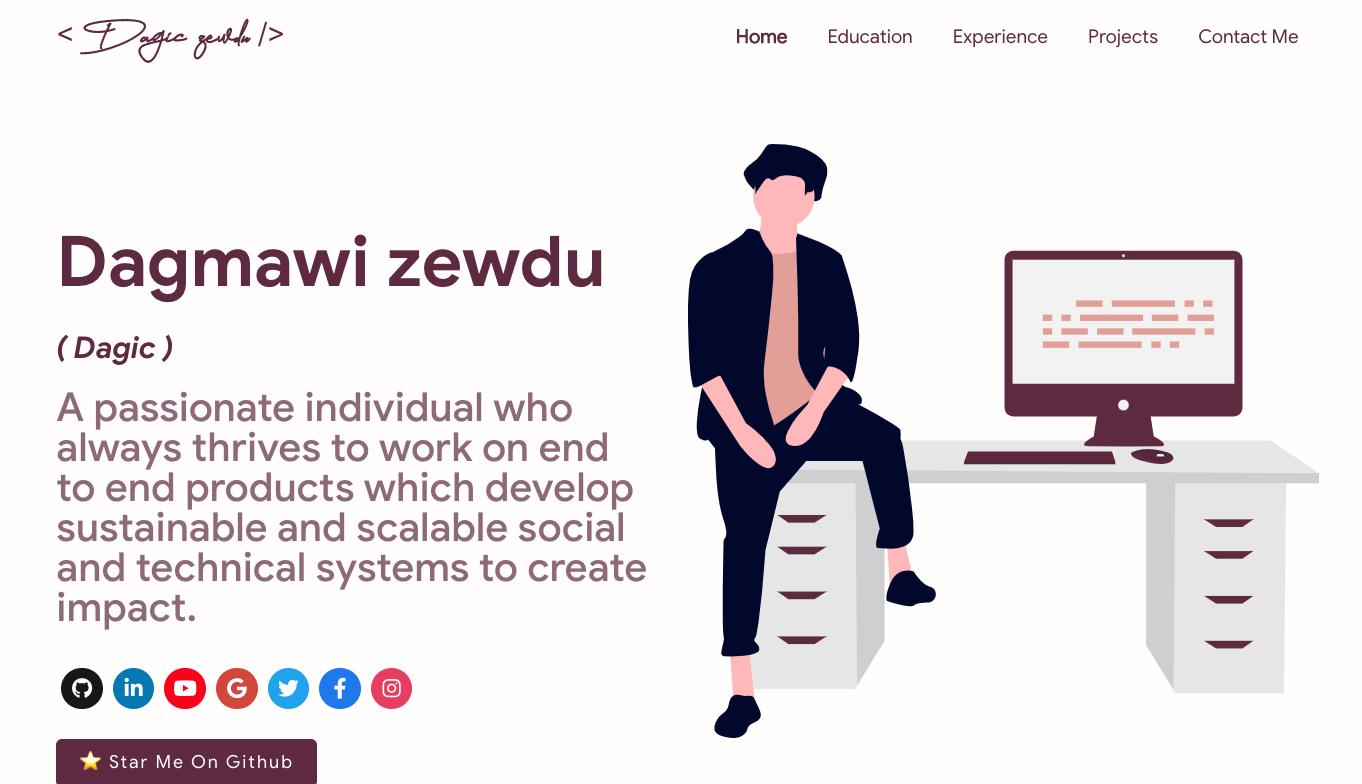 < Dagic zewdu />
Home Education Experience Projects Contact Me
Dagmawi zewdu
( Dagic )
A passionate individual who
always thrives to work on end
to end products which develop
sustainable and scalable social
and technical systems to create
impact.
in G f
⭐ Star Me On Github